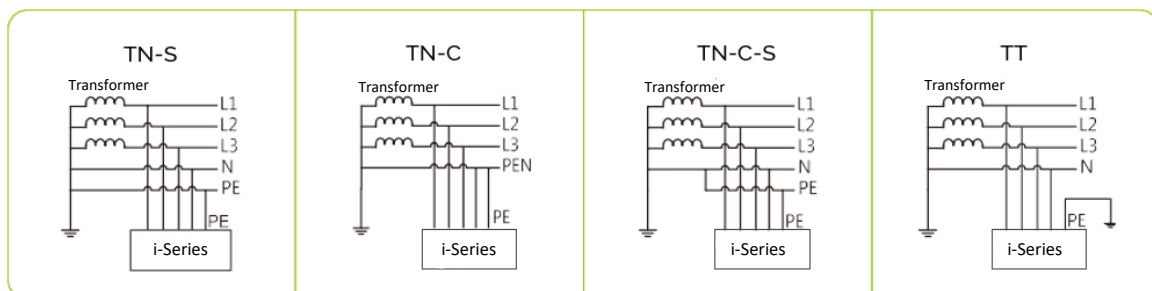 TN-S
Transformer
L1
L2
L3
N
PE
PE
i-Series
TN-C
Transformer
L1
L2
L3
PEN
PE
i-Series
TN-C-S
Transformer
L1
L2
L3
N
PE
PE
i-Series
TT
Transformer
L1
L2
L3
N
PE
i-Series